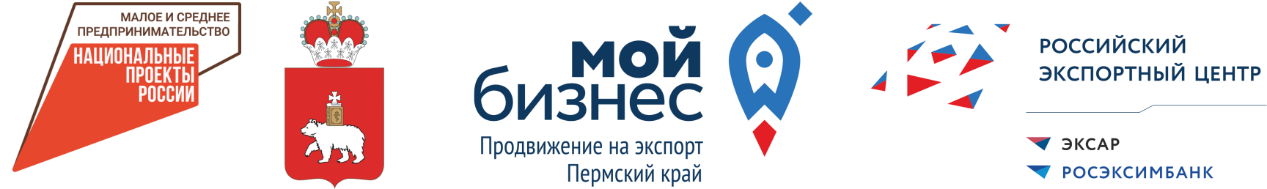 МАЛОЕ И СРЕДНЕЕ
ПРЕДПРИНИМАТЕЛЬСТВО
НАЦИОНАЛЬНЫЕ
ПРОЕКТЫ
РОССИИ
мой
бизнес
Продвижение на экспорт
Пермский край
РОССИЙСКИЙ
ЭКСПОРТНЫЙ ЦЕНТР
ЭКСАР
РОСЭКСИМБАНК